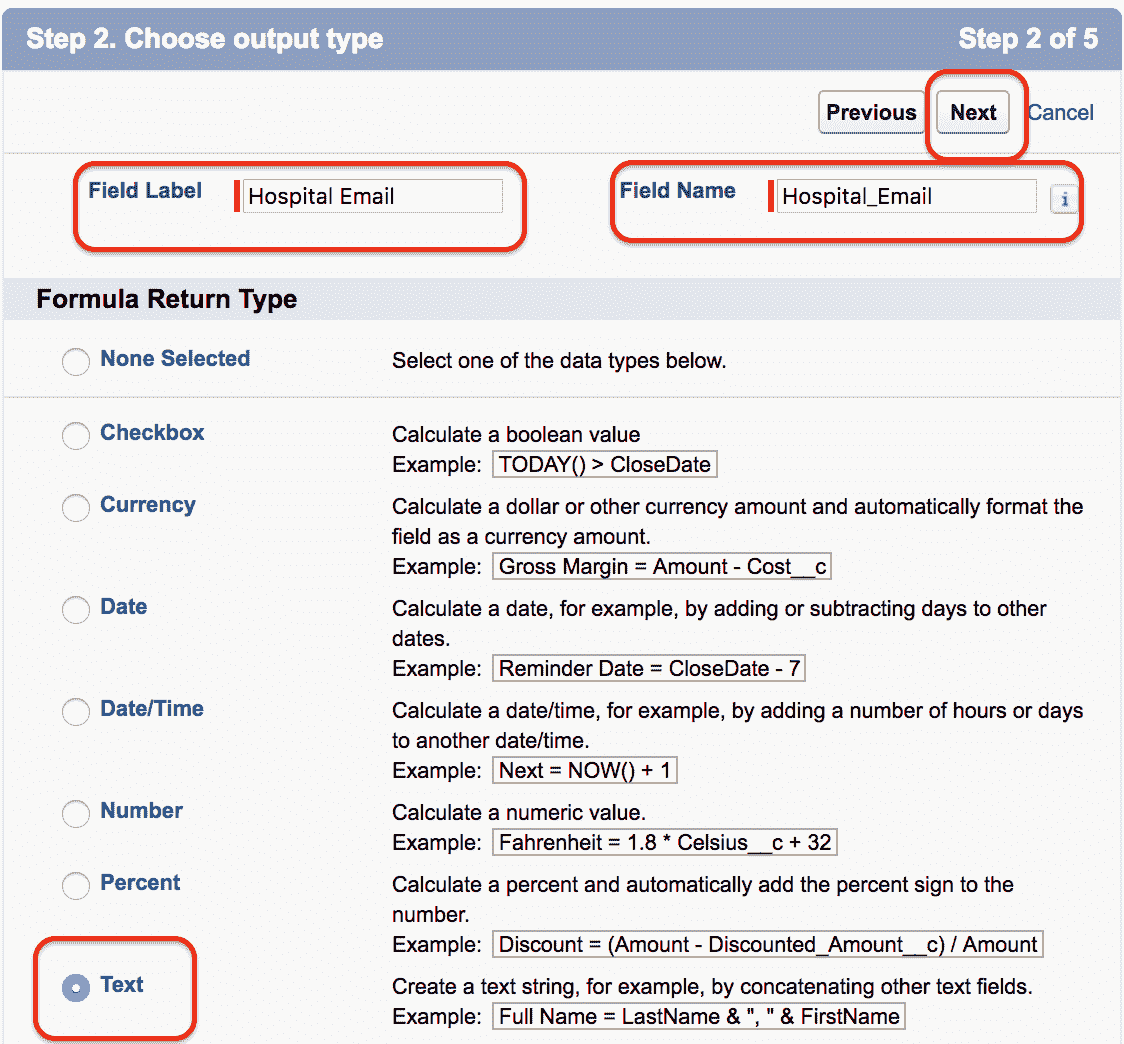 Step 2. Choose output type Step 2 of 5
Previous Next Cancel
Field Label Hospital Email Field Name Hospital_Email i
Formula Return Type
None Selected Select one of the data types below.
Checkbox Calculate a boolean value
Example: TODAY() > CloseDate
Currency Calculate a dollar or other currency amount and automatically format the
field as a currency amount.
Example: Gross Margin = Amount - Cost__c
Date Calculate a date, for example, by adding or subtracting days to other
dates.
Example: Reminder Date = CloseDate - 7
Date/Time Calculate a date/time, for example, by adding a number of hours or days
to another date/time.
Example: Next = NOW() + 1
Number Calculate a numeric value.
Example: Fahrenheit = 1.8 * Celsius__c + 32
Percent Calculate a percent and automatically add the percent sign to the
number.
Example: Discount = (Amount - Discounted_Amount__c) / Amount
Text Create a text string, for example, by concatenating other text fields.
Example: Full Name = LastName & ", " & FirstName